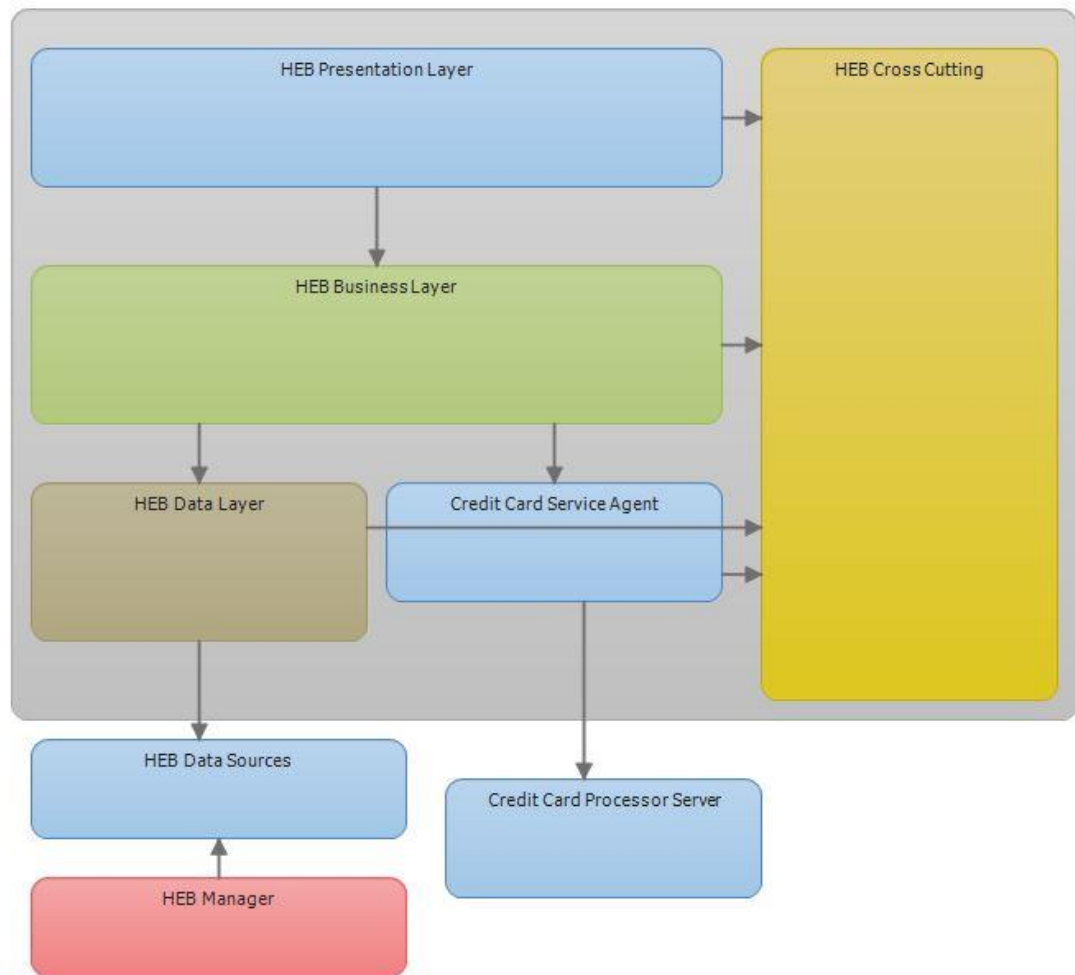 HEB Presentation Layer
HEB Cross Cutting
HEB Business Layer
HEB Data Layer
Credit Card Service Agent
HEB Data Sources
Credit Card Processor Server
HEB Manager